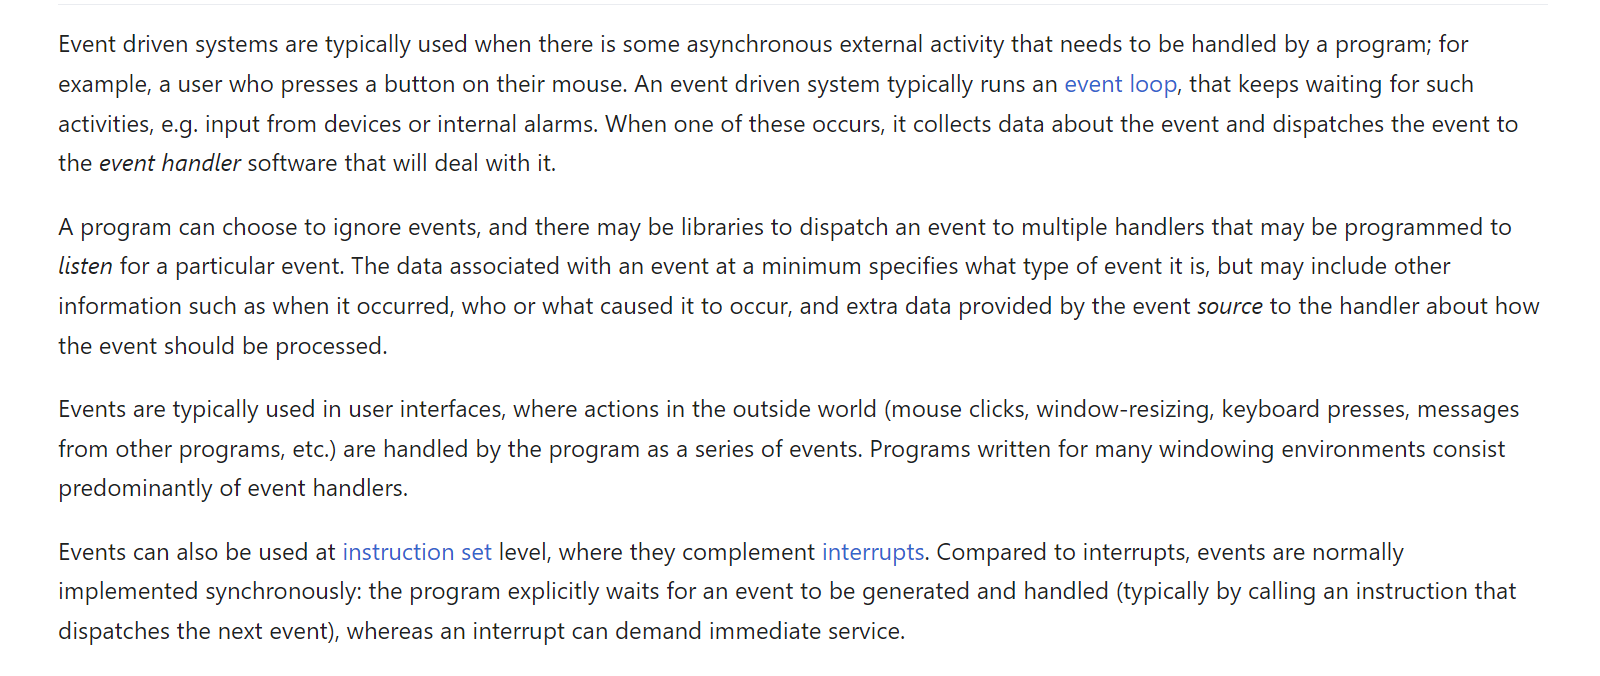 Event driven systems are typically used when there is some asynchronous external activity that needs to be handled by a program; for
example, a user who presses a button on their mouse. An event driven system typically runs an event loop, that keeps waiting for such
activities, e.g. input from devices or internal alarms. When one of these occurs, it collects data about the event and dispatches the event to
the event handler software that will deal with it.
A program can choose to ignore events, and there may be libraries to dispatch an event to multiple handlers that may be programmed to
listen for a particular event. The data associated with an event at a minimum specifies what type of event it is, but may include other
information such as when it occurred, who or what caused it to occur, and extra data provided by the event source to the handler about how
the event should be processed.
Events are typically used in user interfaces, where actions in the outside world (mouse clicks, window-resizing, keyboard presses, messages
from other programs, etc.) are handled by the program as a series of events. Programs written for many windowing environments consist
predominantly of event handlers.
Events can also be used at instruction set level, where they complement interrupts. Compared to interrupts, events are normally
implemented synchronously: the program explicitly waits for an event to be generated and handled (typically by calling an instruction that
dispatches the next event), whereas an interrupt can demand immediate service.